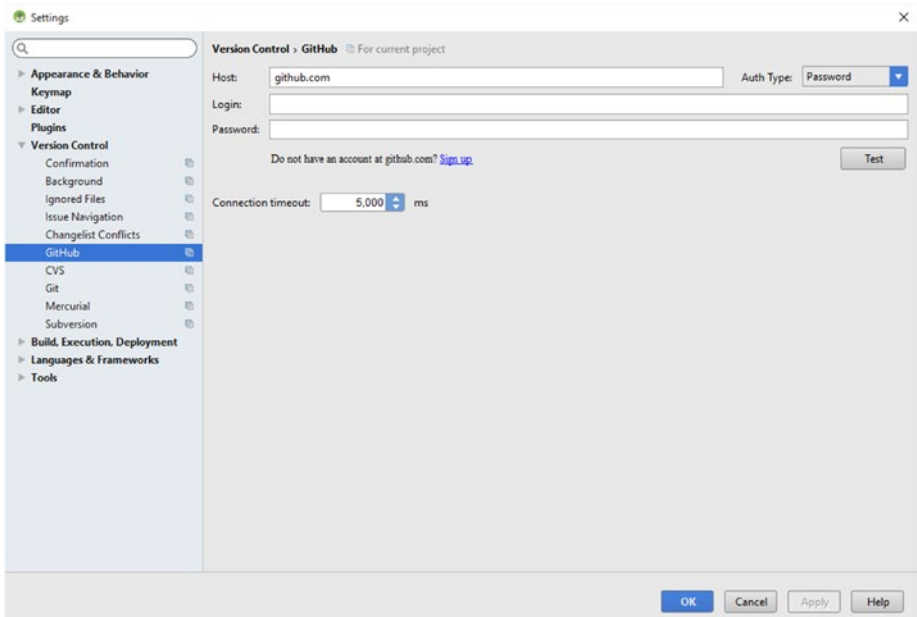 Settings
Appearance & Behavior
Keymap
Editor
Plugins
Version Control
Confirmation
Background
Ignored Files
Issue Navigation
Changelist Conflicts
GitHub
CVS
Git
Mercurial
Subversion
Build, Execution, Deployment
Languages & Frameworks
Tools
Version Control › GitHub For current project
Host: github.com Auth Type: Password
Login:
Password:
Do not have an account at github.com? Sign up
Test
Connection timeout: 5,000 ms
OK Cancel Apply Help